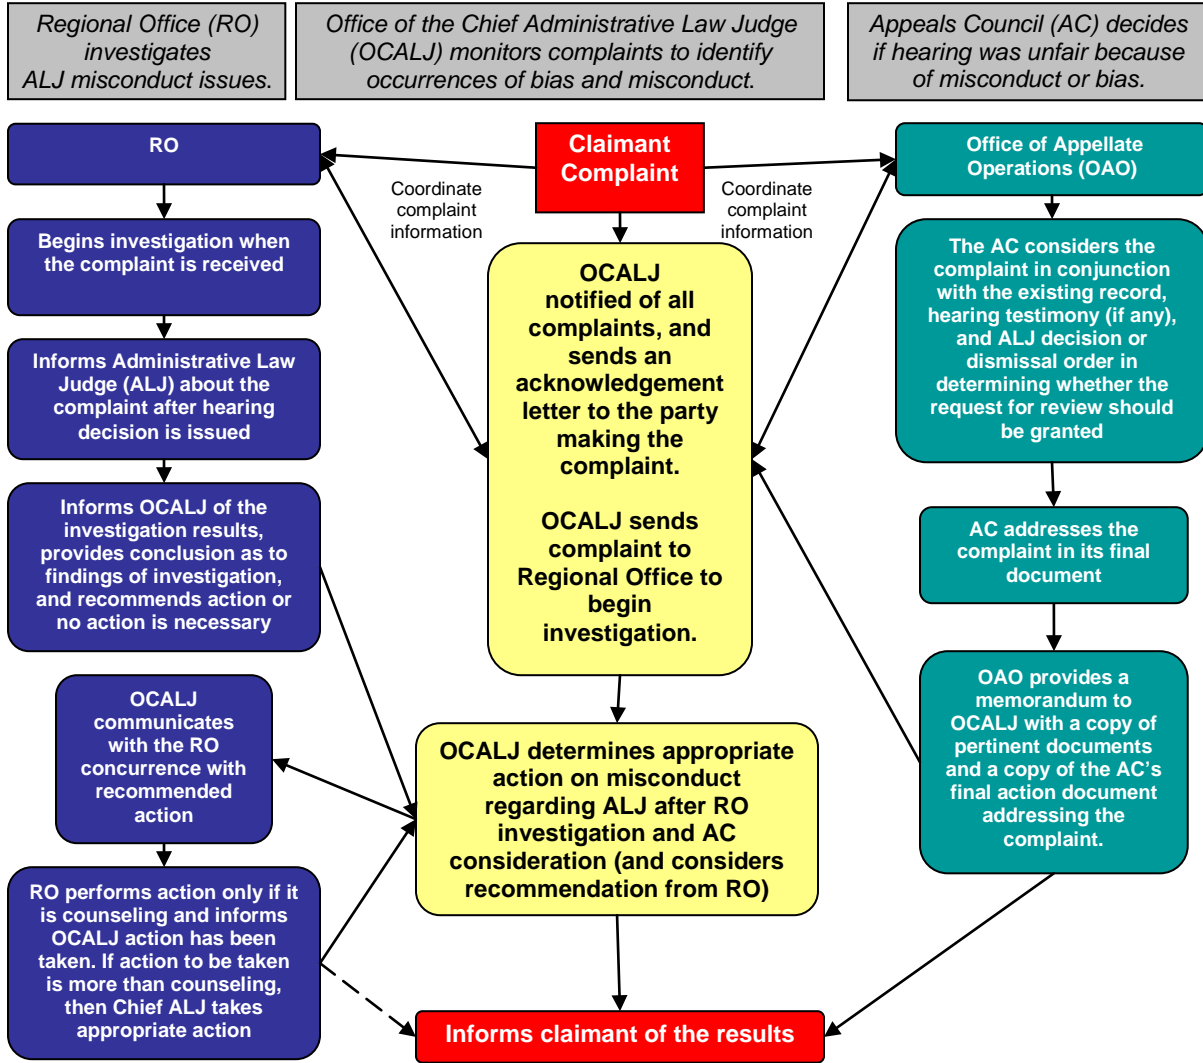 Regional Office (RO)
investigates
ALJ misconduct issues.
Office of the Chief Administrative Law Judge
(OCALJ) monitors complaints to identify
occurrences of bias and misconduct.
Appeals Council (AC) decides
if hearing was unfair because
of misconduct or bias.
RO
Begins investigation when
the complaint is received
Informs Administrative Law
Judge (ALJ) about the
complaint after hearing
decision is issued
Informs OCALJ of the
investigation results,
provides conclusion as to
findings of investigation,
and recommends action or
no action is necessary
OCALJ
communicates
with the RO
concurrence with
recommended
action
RO performs action only if it
is counseling and informs
OCALJ action has been
taken. If action to be taken
is more than counseling,
then Chief ALJ takes
appropriate action
Claimant
Complaint
Coordinate
complaint
information
Coordinate
complaint
information
OCALJ
notified of all
complaints, and
sends an
acknowledgement
letter to the party
making the
complaint.
OCALJ sends
complaint to
Regional Office to
begin
investigation.
OCALJ determines appropriate
action on misconduct
regarding ALJ after RO
investigation and AC
consideration (and considers
recommendation from RO)
Informs claimant of the results
Office of Appellate
Operations (OAO)
The AC considers the
complaint in conjunction
with the existing record,
hearing testimony (if any),
and ALJ decision or
dismissal order in
determining whether the
request for review should
be granted
AC addresses the
complaint in its final
document
OAO provides a
memorandum to
OCALJ with a copy of
pertinent documents
and a copy of the AC’s
final action document
addressing the
complaint.